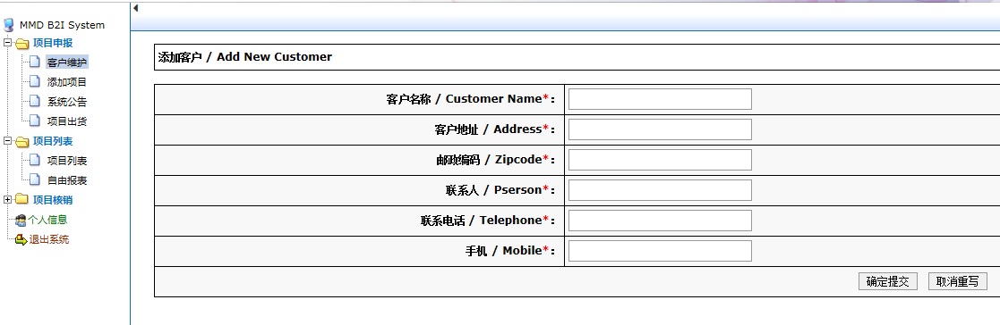 MMD B2I System
项目申报
客户维护
添加项目
系统公告
项目出货
项目列表
项目列表
自由报表
项目核销
个人信息
退出系统
添加客户 / Add New Customer
客户名称 / Customer Name*：
客户地址 / Address*：
邮政编码 / Zipcode*：
联系人 / Pserson*：
联系电话 / Telephone*：
手机 / Mobile*：
确定提交 取消重写